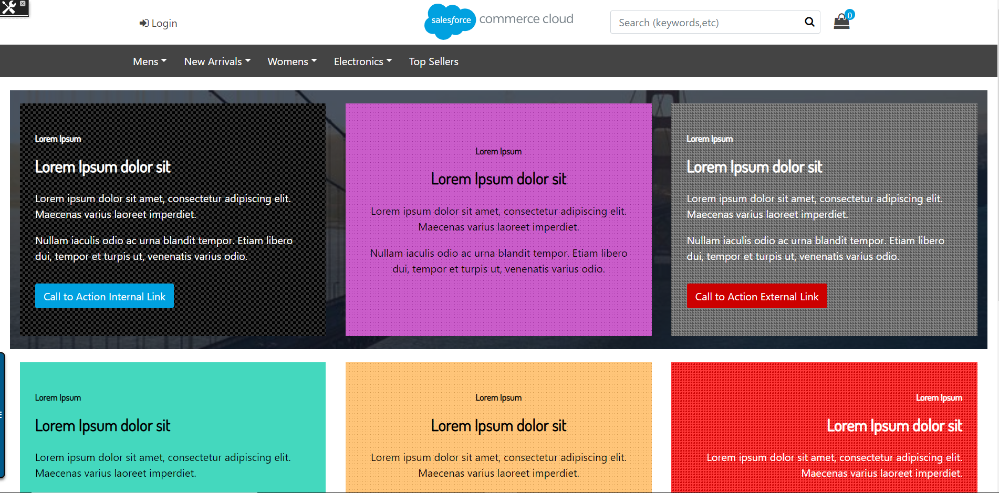 Login
salesforce commerce cloud
Search (keywords,etc)
0
Mens New Arrivals Womens Electronics Top Sellers
Lorem Ipsum
Lorem Ipsum dolor sit
Lorem ipsum dolor sit amet, consectetur adipiscing elit.
Maecenas varius laoreet imperdiet.
Nullam iaculis odio ac urna blandit tempor. Etiam libero
dui, tempor et turpis ut, venenatis varius odio.
Call to Action Internal Link
Lorem Ipsum
Lorem Ipsum dolor sit
Lorem ipsum dolor sit amet, consectetur adipiscing elit.
Maecenas varius laoreet imperdiet.
Nullam iaculis odio ac urna blandit tempor. Etiam libero
dui, tempor et turpis ut, venenatis varius odio.
Lorem Ipsum
Lorem Ipsum dolor sit
Lorem ipsum dolor sit amet, consectetur adipiscing elit.
Maecenas varius laoreet imperdiet.
Nullam iaculis odio ac urna blandit tempor. Etiam libero
dui, tempor et turpis ut, venenatis varius odio.
Call to Action External Link
Lorem Ipsum
Lorem Ipsum dolor sit
Lorem ipsum dolor sit amet, consectetur adipiscing elit.
Maecenas varius laoreet imperdiet.
Lorem Ipsum
Lorem Ipsum dolor sit
Lorem ipsum dolor sit amet, consectetur adipiscing elit.
Maecenas varius laoreet imperdiet.
Lorem Ipsum
Lorem Ipsum dolor sit
Lorem ipsum dolor sit amet, consectetur adipiscing elit.
Maecenas varius laoreet imperdiet.